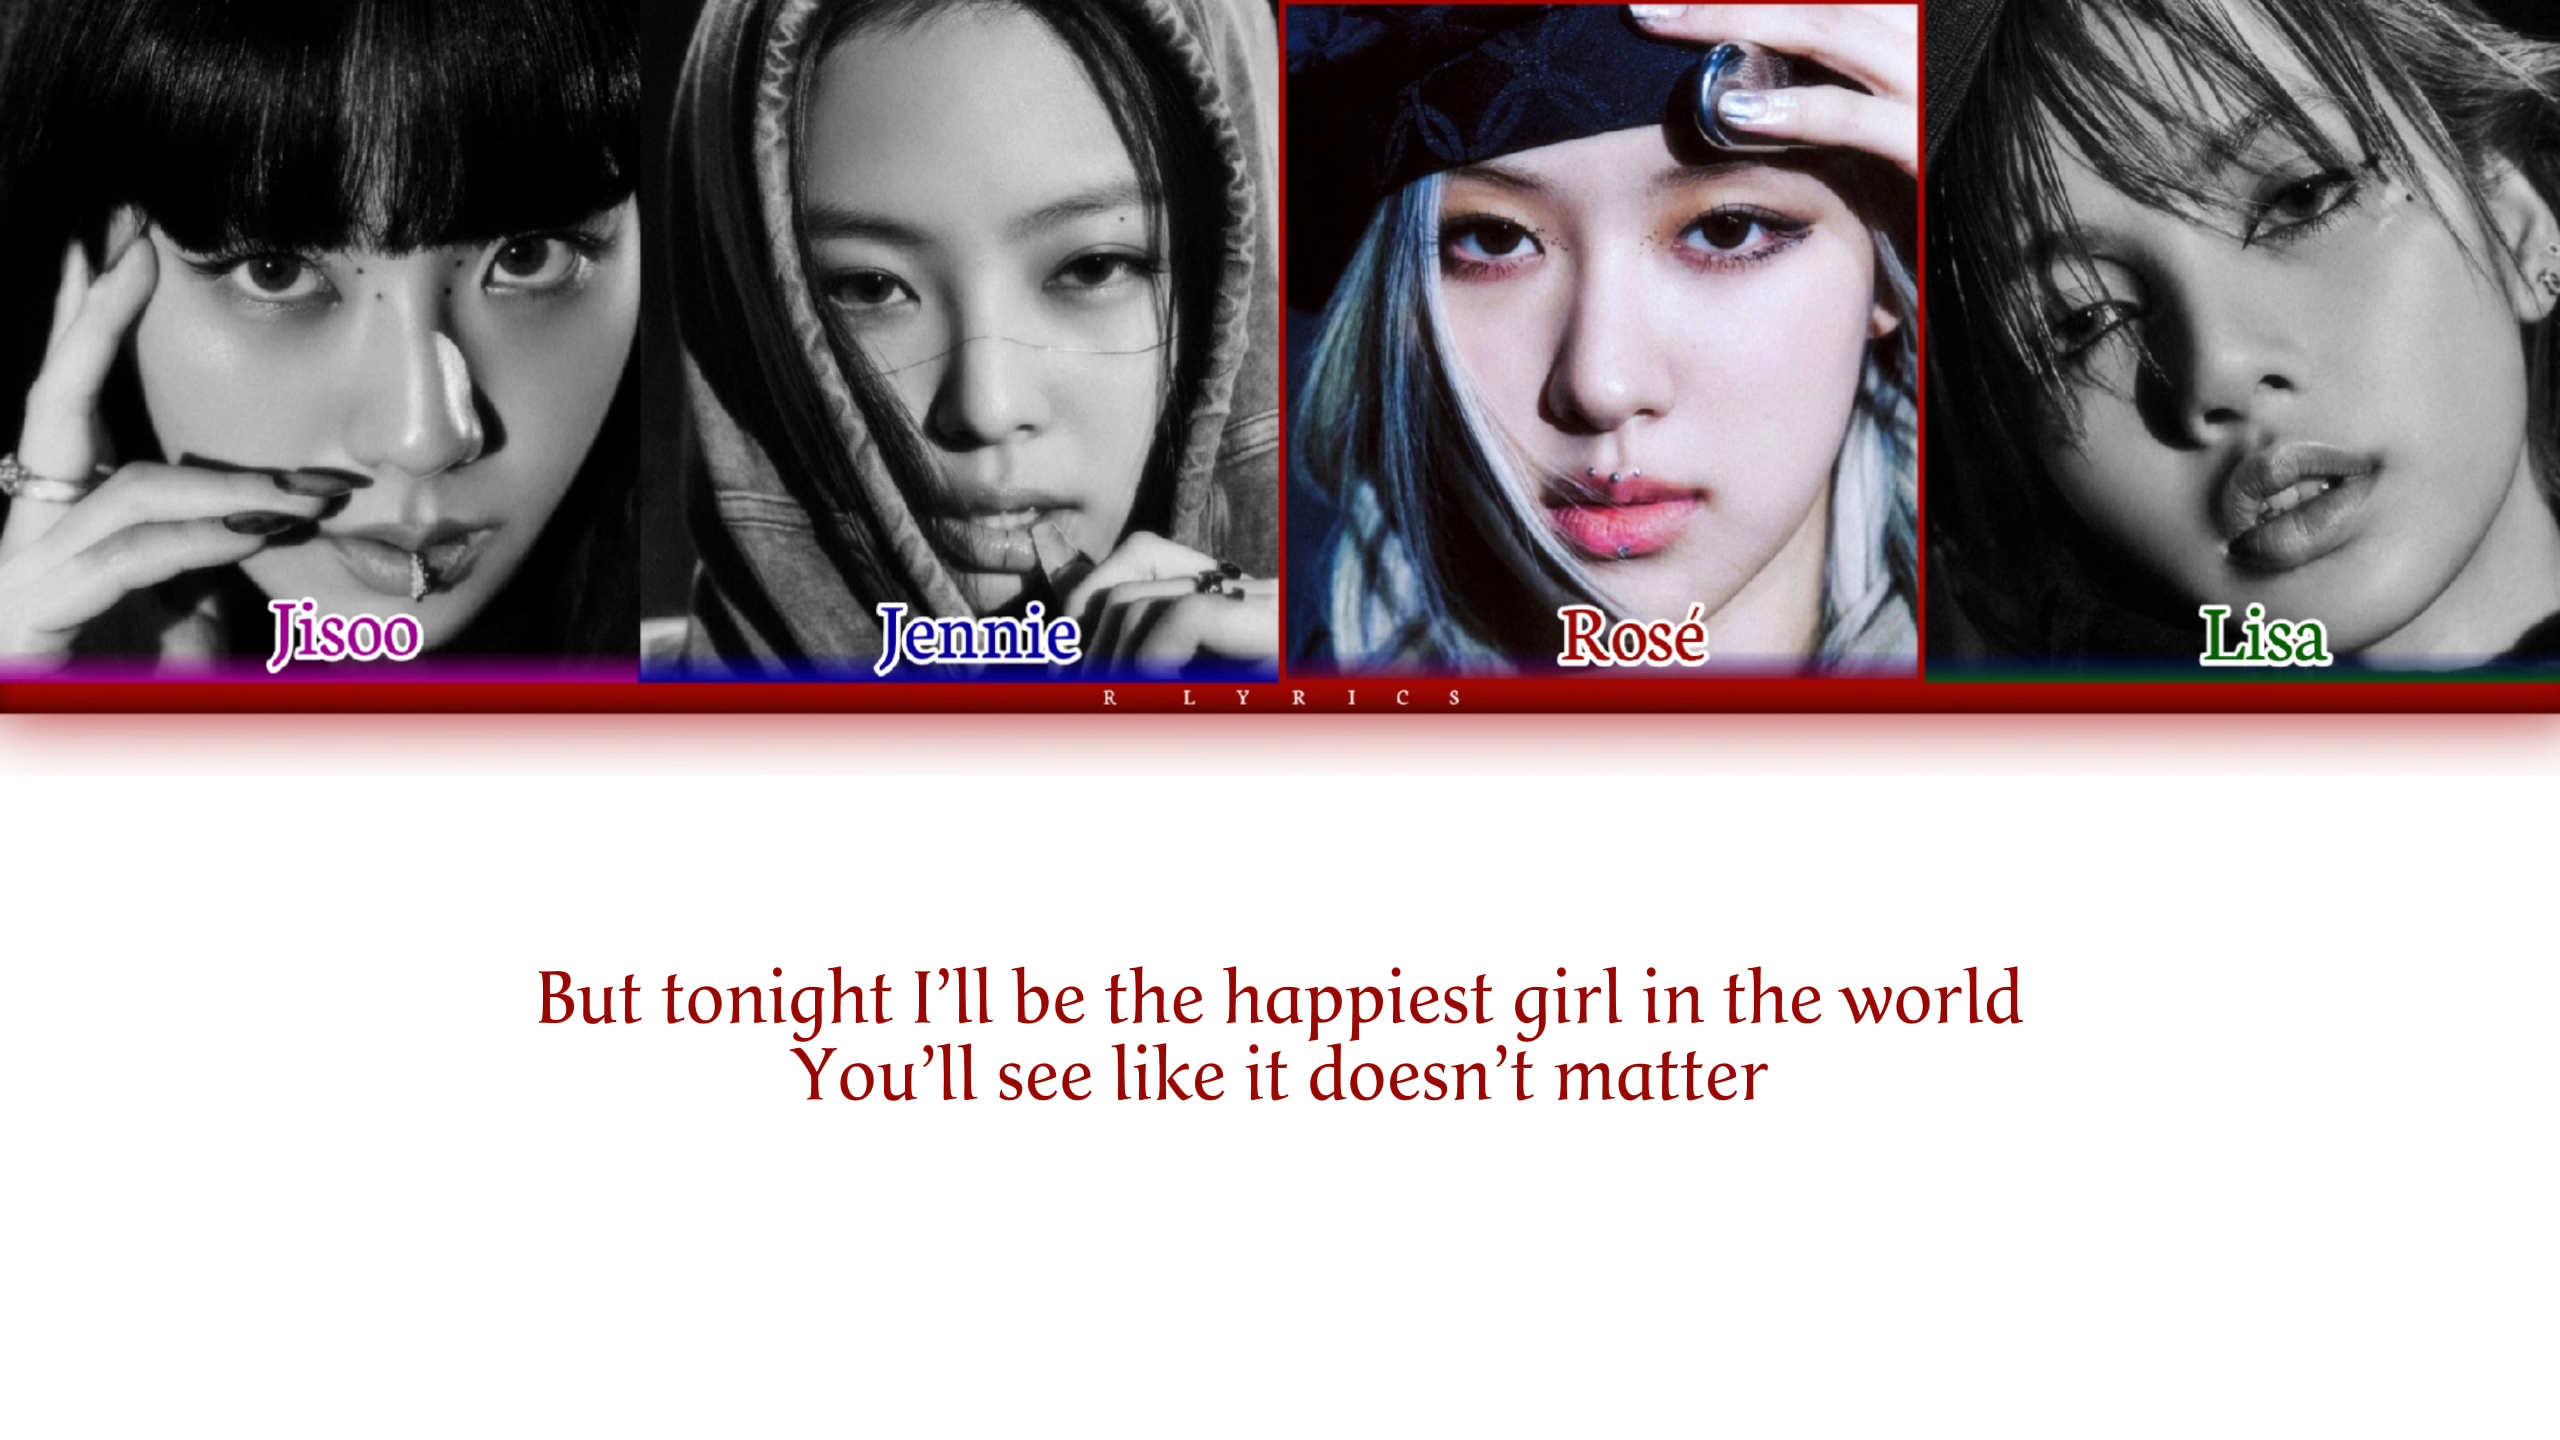 Jisoo
Jennie
Rosé
Lisa
R LYRICS
But tonight I’ll be the happiest girl in the world
You’ll see like it doesn’t matter